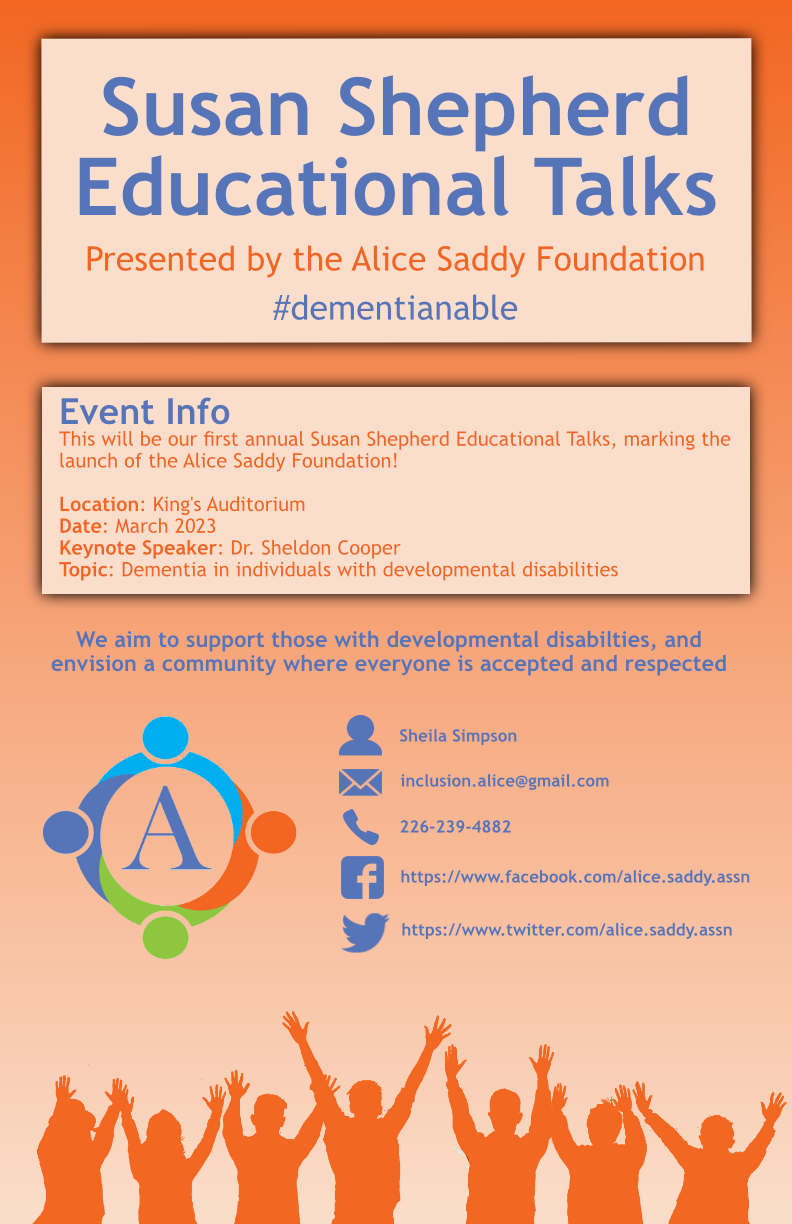 Susan Shepherd
Educational Talks
Presented by the Alice Saddy Foundation
#dementianable
Event Info
This will be our first annual Susan Shepherd Educational Talks, marking the
launch of the Alice Saddy Foundation!
Location: King's Auditorium
Date: March 2023
Keynote Speaker: Dr. Sheldon Cooper
Topic: Dementia in individuals with developmental disabilities
We aim to support those with developmental disabilties, and
envision a community where everyone is accepted and respected
A
Sheila Simpson
inclusion.alice@gmail.com
226-239-4882
https://www.facebook.com/alice.saddy.assn
https://www.twitter.com/alice.saddy.assn